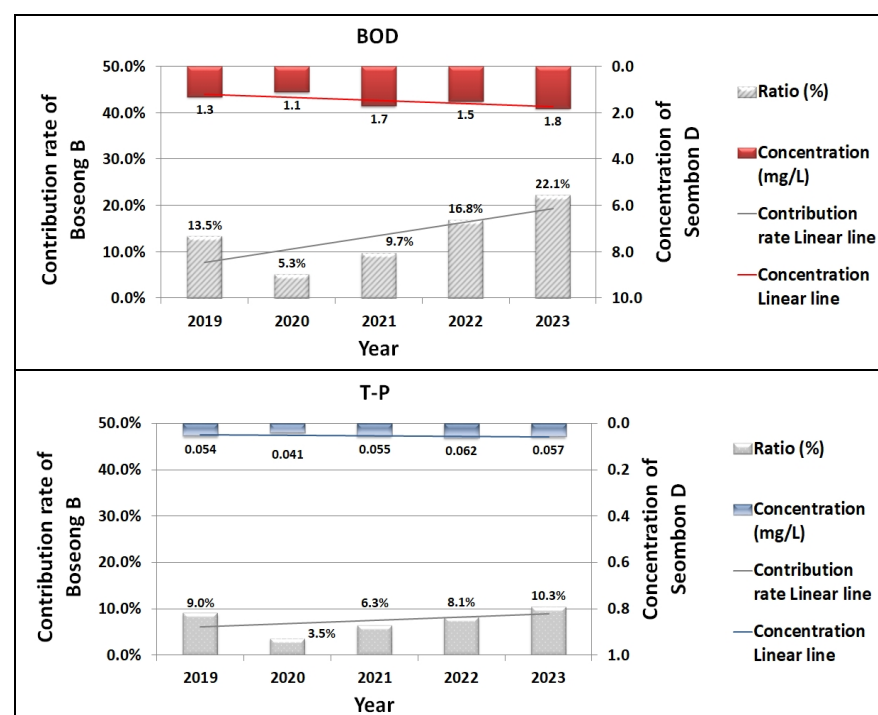 BOD
Contribution rate of
Boseong B
50.0%
40.0%
30.0%
20.0%
10.0%
0.0%
1.3
1.1
1.7
1.5
1.8
13.5%
5.3%
9.7%
16.8%
22.1%
0.0
2.0
4.0
6.0
8.0
10.0
Concentration of
Seombon D
2019
2020
2021
2022
2023
Year
Ratio (%)
Concentration
(mg/L)
Contribution
rate Linear line
Concentration
Linear line
T-P
Contribution rate of
Boseong B
50.0%
40.0%
30.0%
20.0%
10.0%
0.0%
0.054
0.041
0.055
0.062
0.057
9.0%
3.5%
6.3%
8.1%
10.3%
0.0
0.2
0.4
0.6
0.8
1.0
Concentration of
Seombon D
2019
2020
2021
2022
2023
Year
Ratio (%)
Concentration
(mg/L)
Contribution
rate Linear line
Concentration
Linear line